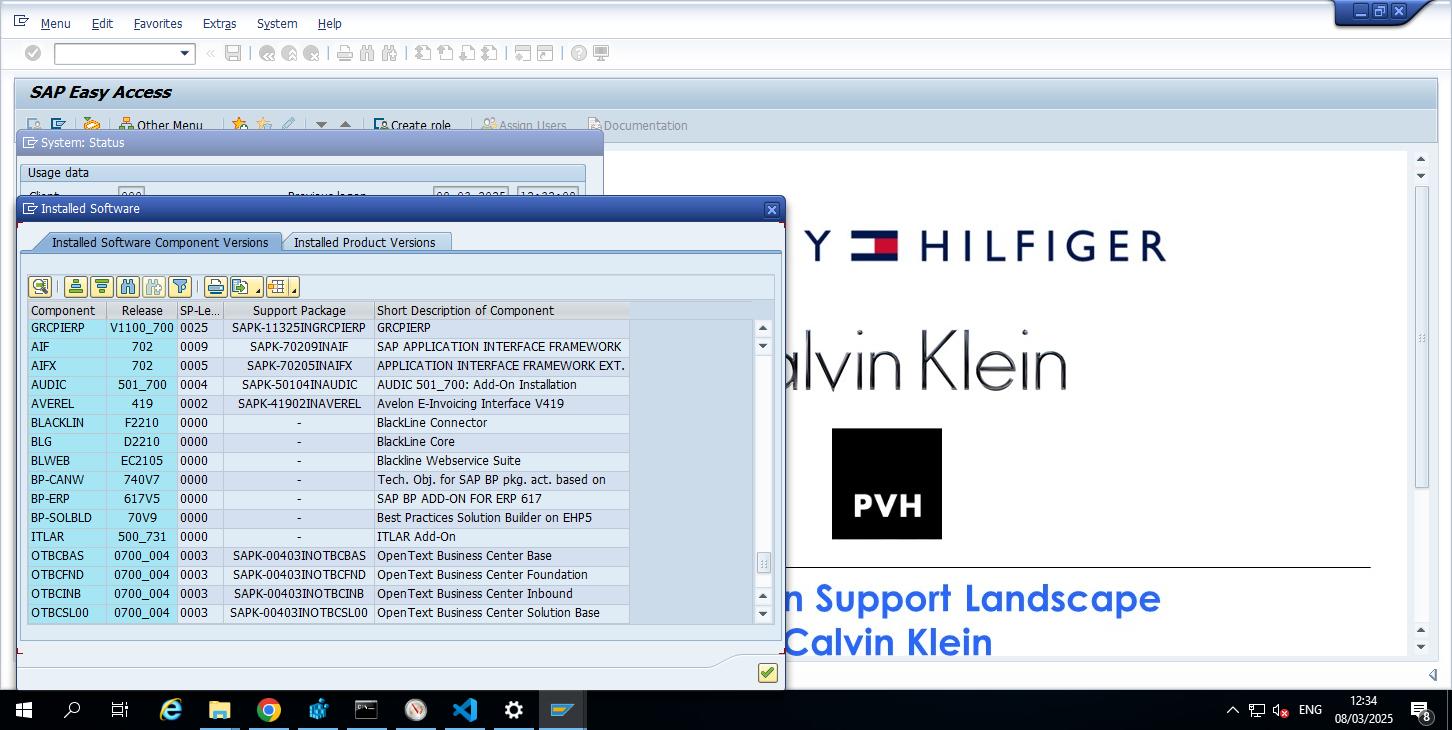 Menu Edit Favorites Extras System Help
SAP Easy Access
Other Menu Create role Assign Users Documentation
System: Status
Usage data
Client Previous logon
Installed Software
Installed Software Component Versions Installed Product Versions
Component Release SP-Le... Support Package Short Description of Component
GRCPIERP V1100_700 0025 SAPK-11325INGRCPIERP GRCPIERP
AIF 702 0009 SAPK-70209INAIF SAP APPLICATION INTERFACE FRAMEWORK
AIFX 702 0005 SAPK-70205INAIFX APPLICATION INTERFACE FRAMEWORK EXT.
AUDIC 501_700 0004 SAPK-50104INAUDIC AUDIC 501_700: Add-On Installation
AVEREL 419 0002 SAPK-41902INAVEREL Avelon E-Invoicing Interface V419
BLACKLIN F2210 0000 - BlackLine Connector
BLG D2210 0000 - BlackLine Core
BLWEB EC2105 0000 - Blackline Webservice Suite
BP-CANW 740V7 0000 - Tech. Obj. for SAP BP pkg. act. based on
BP-ERP 617V5 0000 - SAP BP ADD-ON FOR ERP 617
BP-SOLBLD 70V9 0000 - Best Practices Solution Builder on EHP5
ITLAR 500_731 0000 - ITLAR Add-On
OTBCBAS 0700_004 0003 SAPK-00403INOTBCBAS OpenText Business Center Base
OTBCFND 0700_004 0003 SAPK-00403INOTBCFND OpenText Business Center Foundation
OTBCINB 0700_004 0003 SAPK-00403INOTBCINB OpenText Business Center Inbound
OTBCSL00 0700_004 0003 SAPK-00403INOTBCSL00 OpenText Business Center Solution Base
Y HILFIGER
alvin Klein
PVH
n Support Landscape
Calvin Klein
ENG
12:34
08/03/2025
8